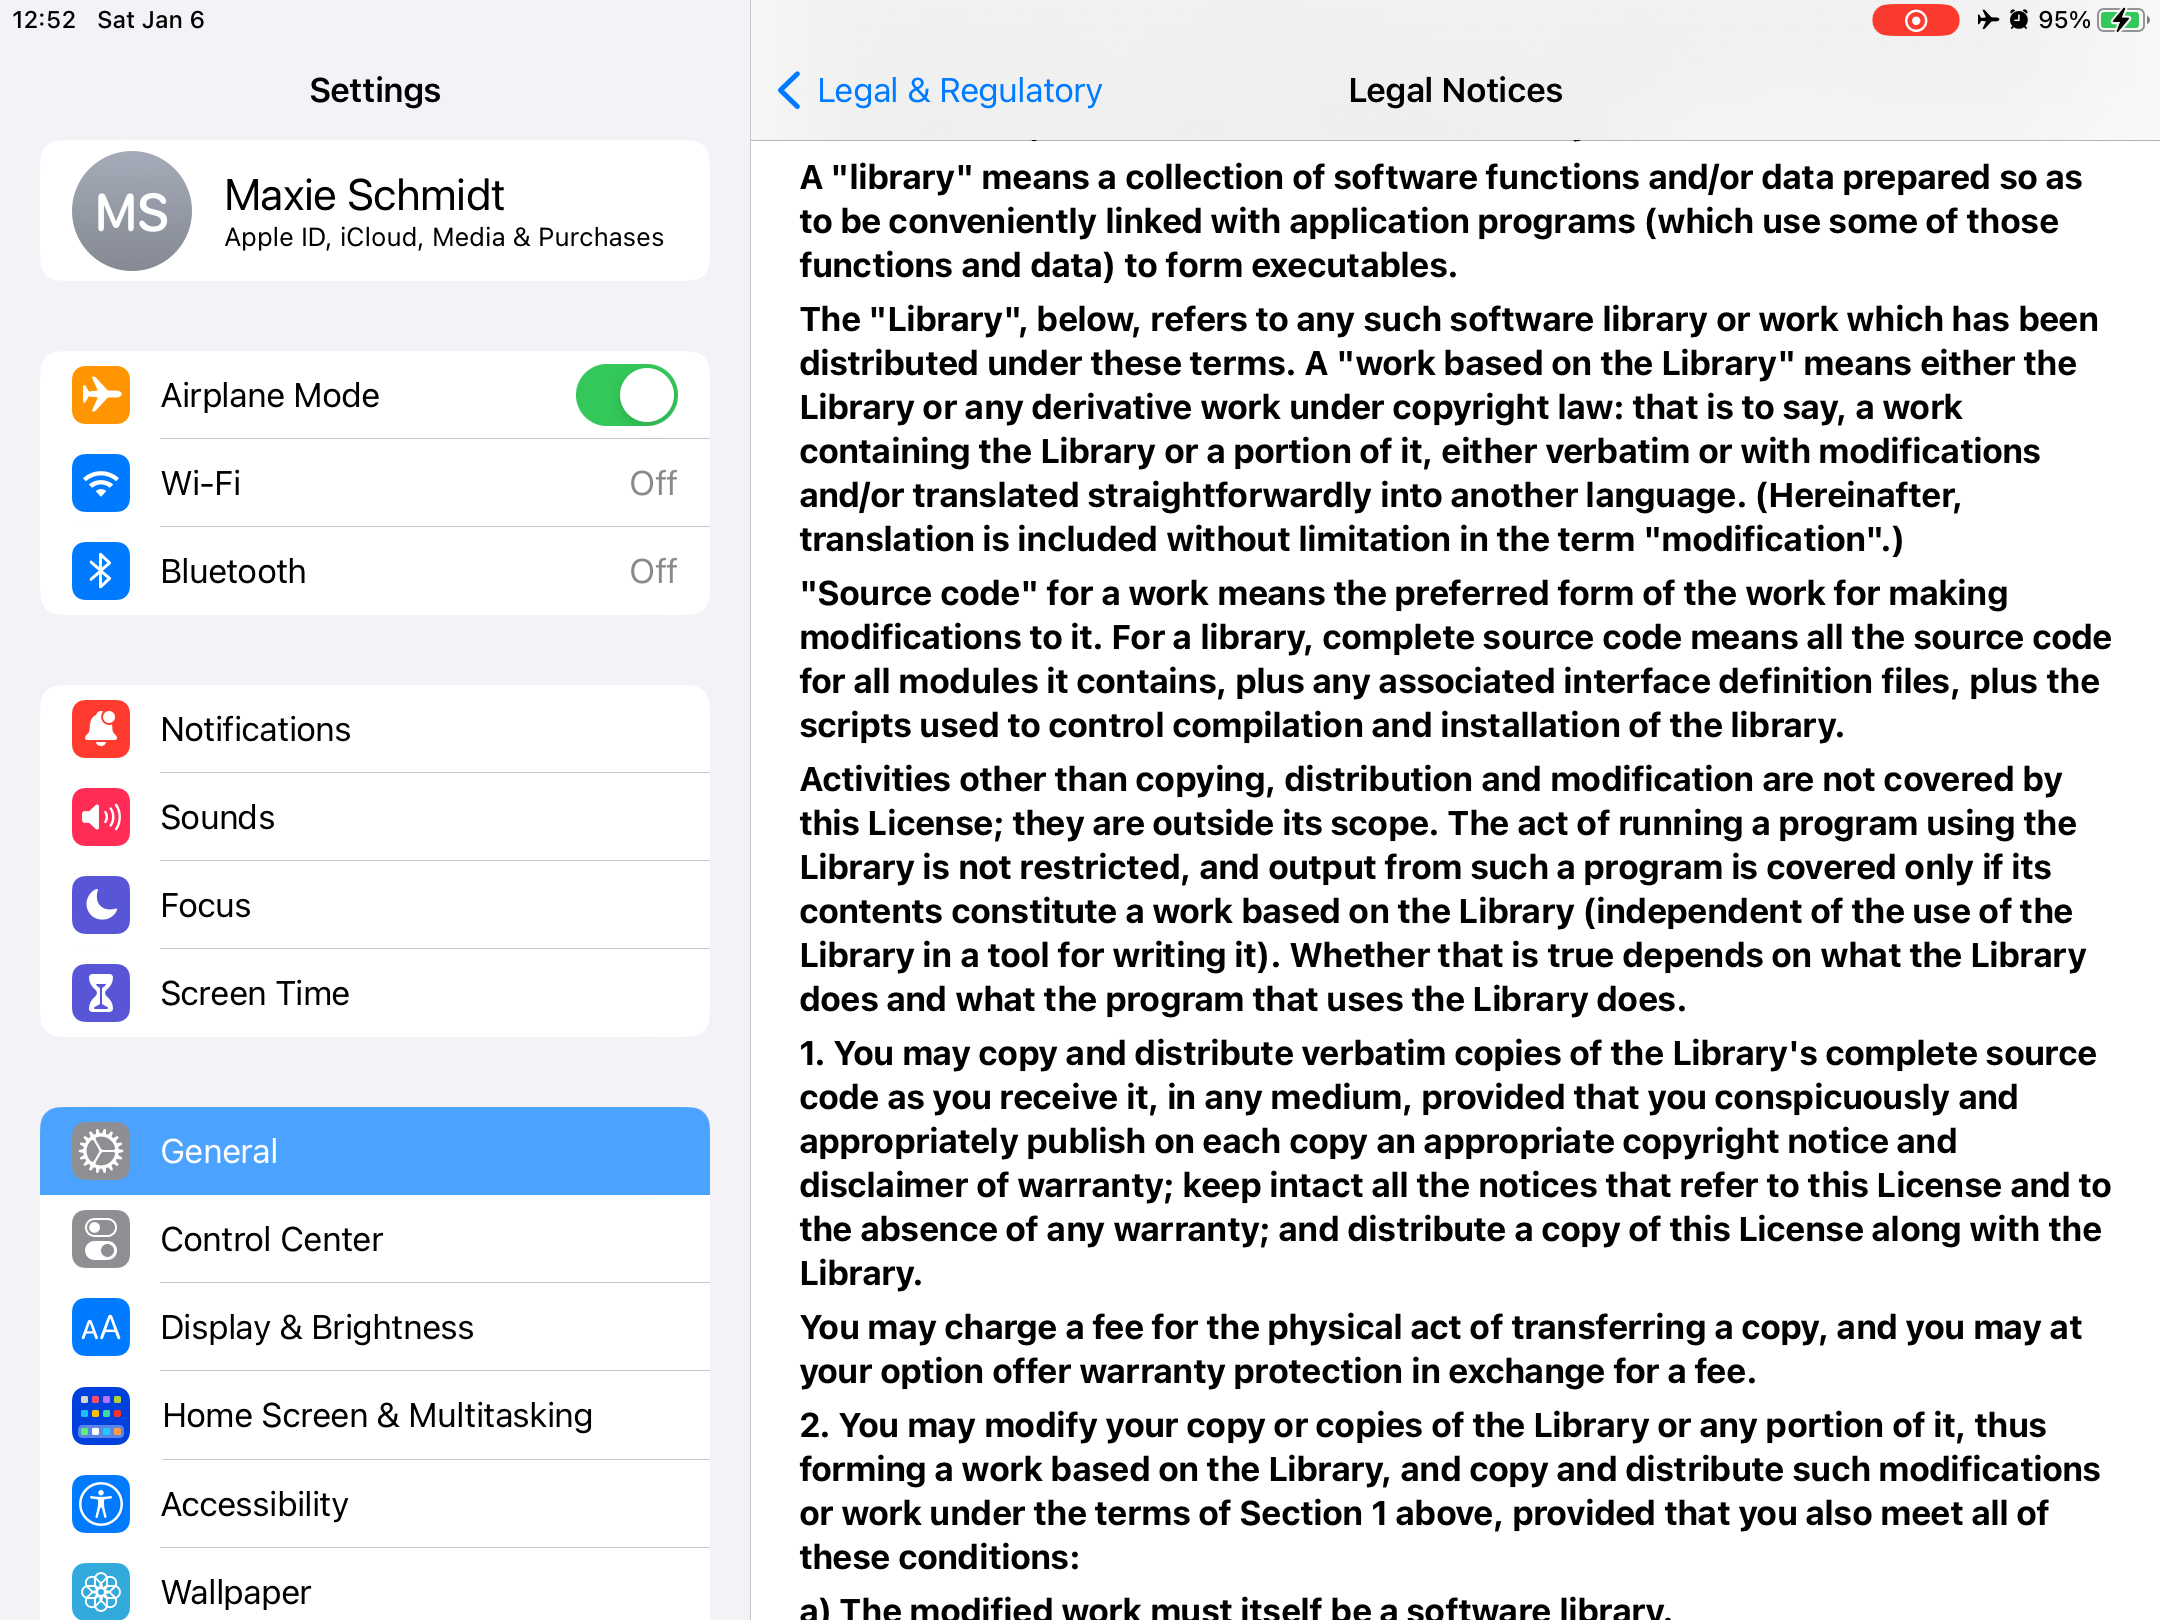 12:52 Sat Jan 6
95%
Settings
MS
Maxie Schmidt
Apple ID, iCloud, Media & Purchases
Airplane Mode
Wi-Fi Off
Bluetooth Off
Notifications
Sounds
Focus
Screen Time
General
Control Center
AA Display & Brightness
Home Screen & Multitasking
Accessibility
Wallpaper
Legal & Regulatory
Legal Notices
A "library" means a collection of software functions and/or data prepared so as
to be conveniently linked with application programs (which use some of those
functions and data) to form executables.
The "Library", below, refers to any such software library or work which has been
distributed under these terms. A "work based on the Library" means either the
Library or any derivative work under copyright law: that is to say, a work
containing the Library or a portion of it, either verbatim or with modifications
and/or translated straightforwardly into another language. (Hereinafter,
translation is included without limitation in the term "modification".)
"Source code" for a work means the preferred form of the work for making
modifications to it. For a library, complete source code means all the source code
for all modules it contains, plus any associated interface definition files, plus the
scripts used to control compilation and installation of the library.
Activities other than copying, distribution and modification are not covered by
this License; they are outside its scope. The act of running a program using the
Library is not restricted, and output from such a program is covered only if its
contents constitute a work based on the Library (independent of the use of the
Library in a tool for writing it). Whether that is true depends on what the Library
does and what the program that uses the Library does.
1. You may copy and distribute verbatim copies of the Library's complete source
code as you receive it, in any medium, provided that you conspicuously and
appropriately publish on each copy an appropriate copyright notice and
disclaimer of warranty; keep intact all the notices that refer to this License and to
the absence of any warranty; and distribute a copy of this License along with the
Library.
You may charge a fee for the physical act of transferring a copy, and you may at
your option offer warranty protection in exchange for a fee.
2. You may modify your copy or copies of the Library or any portion of it, thus
forming a work based on the Library, and copy and distribute such modifications
or work under the terms of Section 1 above, provided that you also meet all of
these conditions:
a) The modified work must itself be a software library.